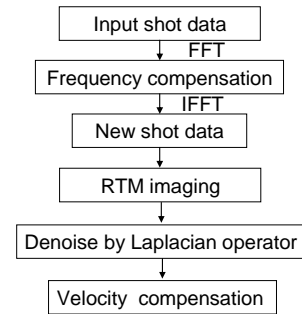 Input shot data
FFT
Frequency compensation
IFFT
New shot data
RTM imaging
Denoise by Laplacian operator
Velocity compensation